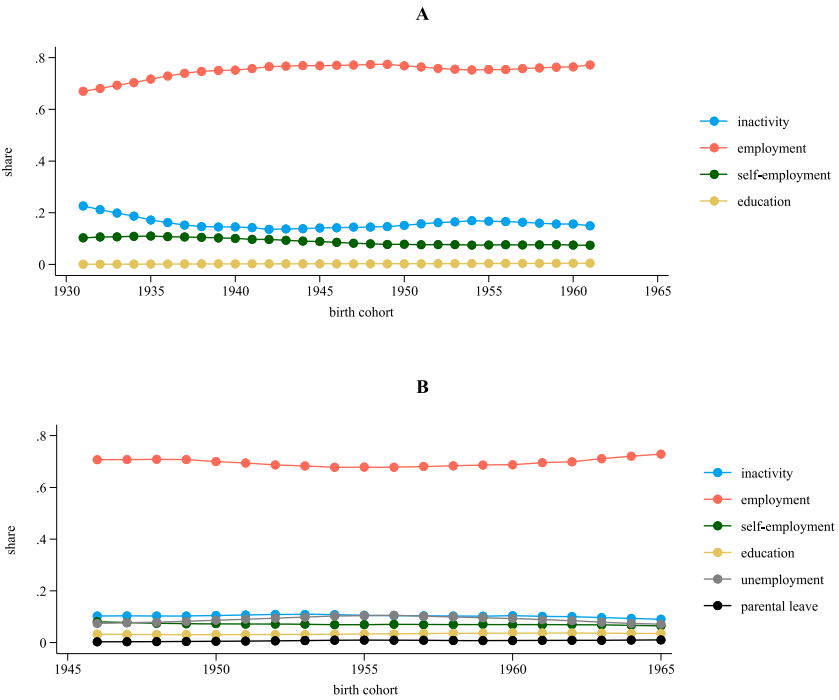 A
.8
.6
.4
.2
0
share
1930 1935 1940 1945 1950 1955 1960 1965
birth cohort
inactivity
employment
self-employment
education
B
.8
.6
.4
.2
0
share
1945 1950 1955 1960 1965
birth cohort
inactivity
employment
self-employment
education
unemployment
parental leave